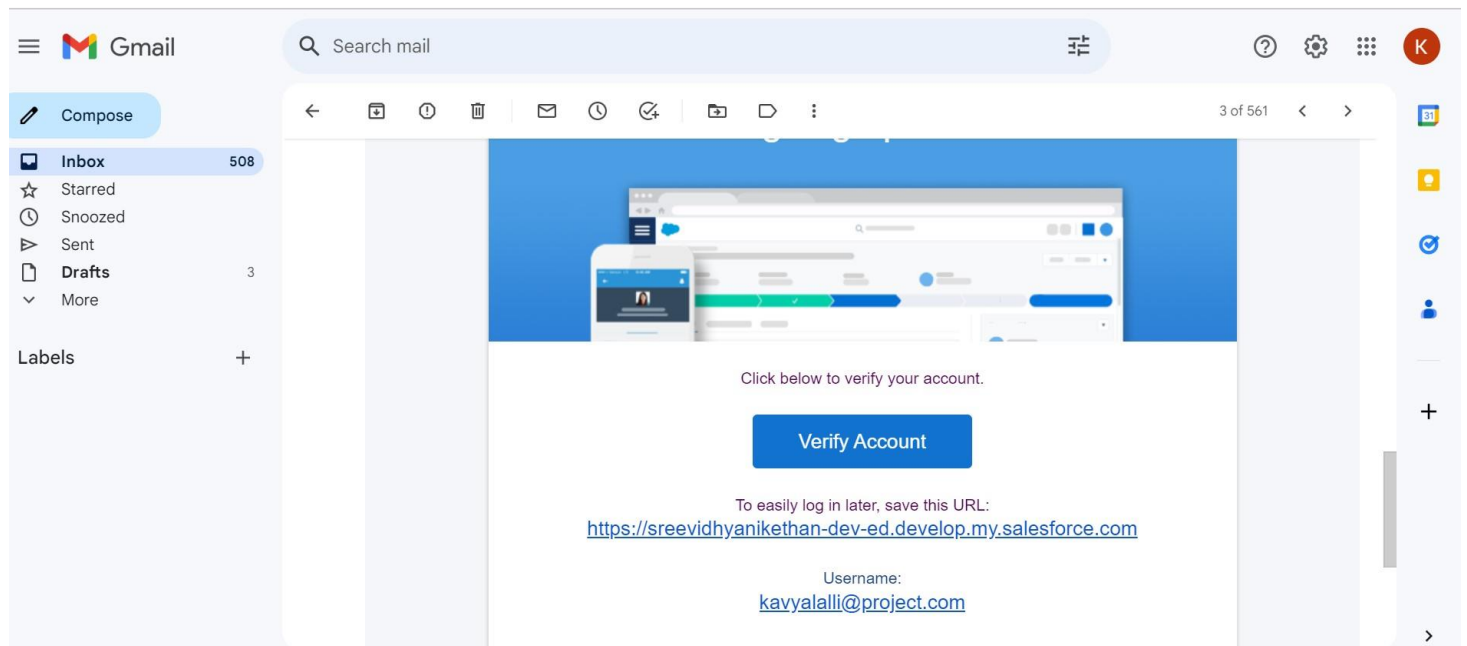 Gmail
Search mail
K
Compose
3 of 561
31
Inbox 508
Starred
Snoozed
Sent
Drafts 3
More
Labels
Click below to verify your account.
Verify Account
To easily log in later, save this URL:
https://sreevidhyanikethan-dev-ed.develop.my.salesforce.com
Username:
kavyalalli@project.com